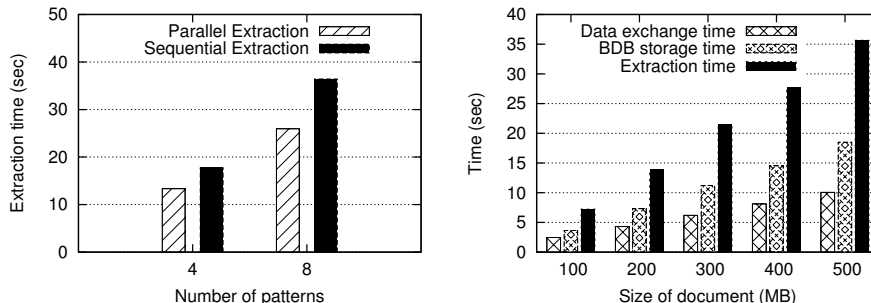 Parallel Extraction
Sequential Extraction
50
40
30
20
10
0
Extraction time (sec)
4 8
Number of patterns
Data exchange time
BDB storage time
Extraction time
40
35
30
25
20
15
10
5
0
Time (sec)
100 200 300 400 500
Size of document (MB)